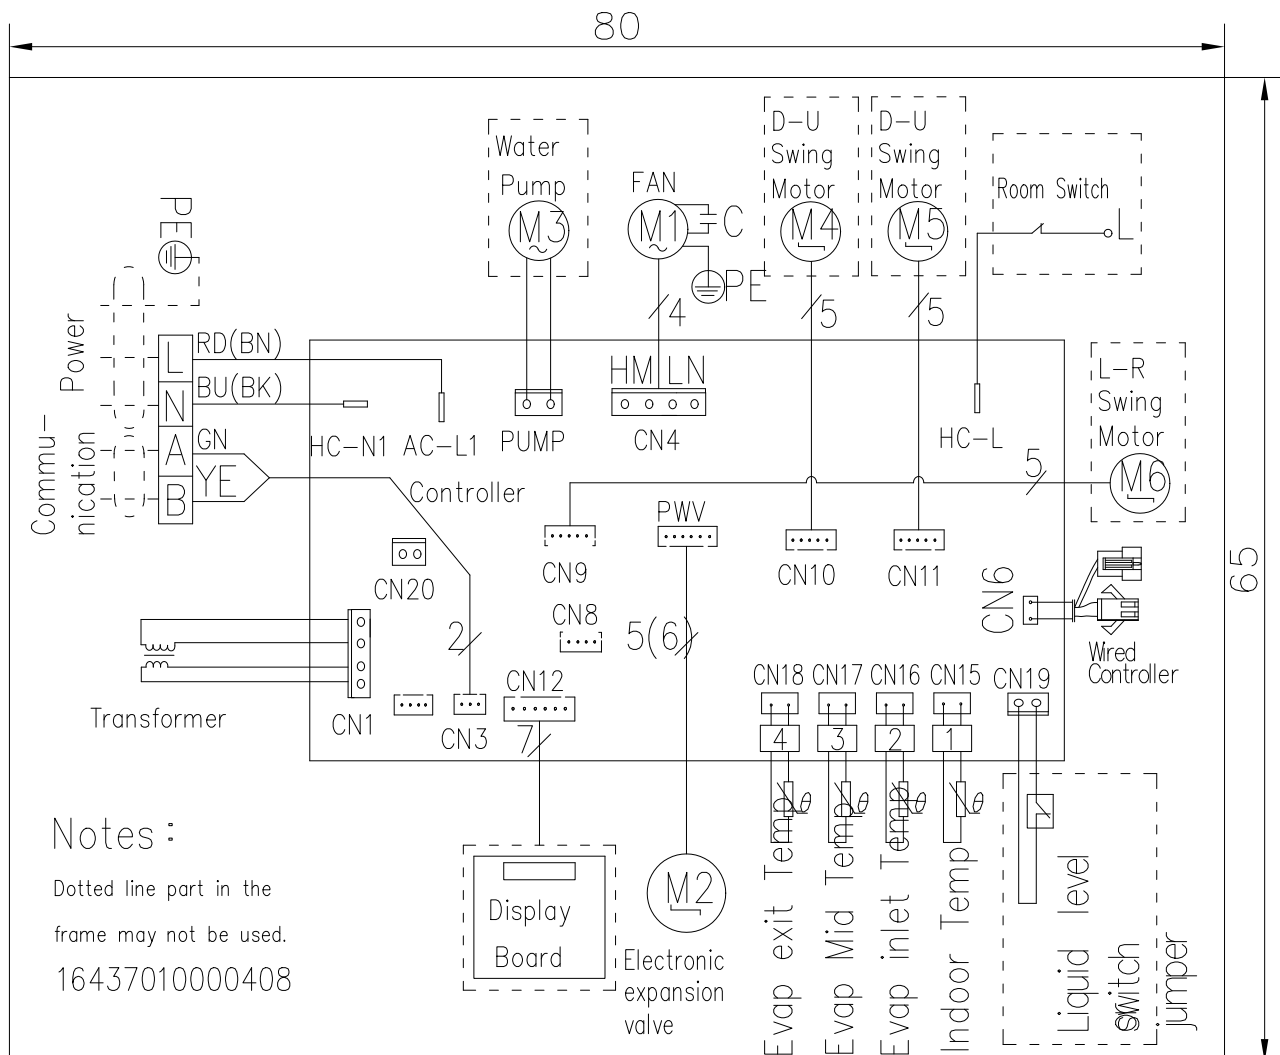 80
65
Water
Pump
M3
FAN
M1
C
PE
D-U
Swing
Motor
M4
D-U
Swing
Motor
M5
Room Switch
L
PE
4
5
5
Power
L
RD(BN)
N
BU(BK)
Commu-
nication
A
GN
B
YE
HC-N1
AC-L1
PUMP
HM LN
CN4
HC-L
L-R
Swing
Motor
M6
5
Controller
CN9
PWV
CN10
CN11
CN20
CN8
CN6
Wired
Controller
2
5(6)
Transformer
CN1
CN3
CN12
7
CN18
CN17
CN16
CN15
CN19
4
3
2
1
θ
θ
θ
θ
Evap exit Temp
Evap Mid Temp
Evap inlet Temp
Indoor Temp
Liquid level
switch
or
jumper
Display
Board
M2
Electronic
expansion
valve
Notes:
Dotted line part in the
frame may not be used.
16437010000408